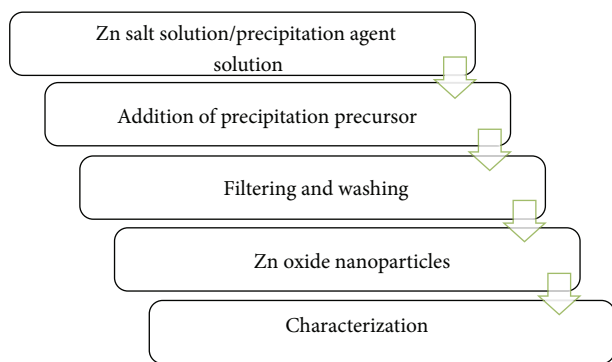 Zn salt solution/precipitation agent
solution
Addition of precipitation precursor
Filtering and washing
Zn oxide nanoparticles
Characterization